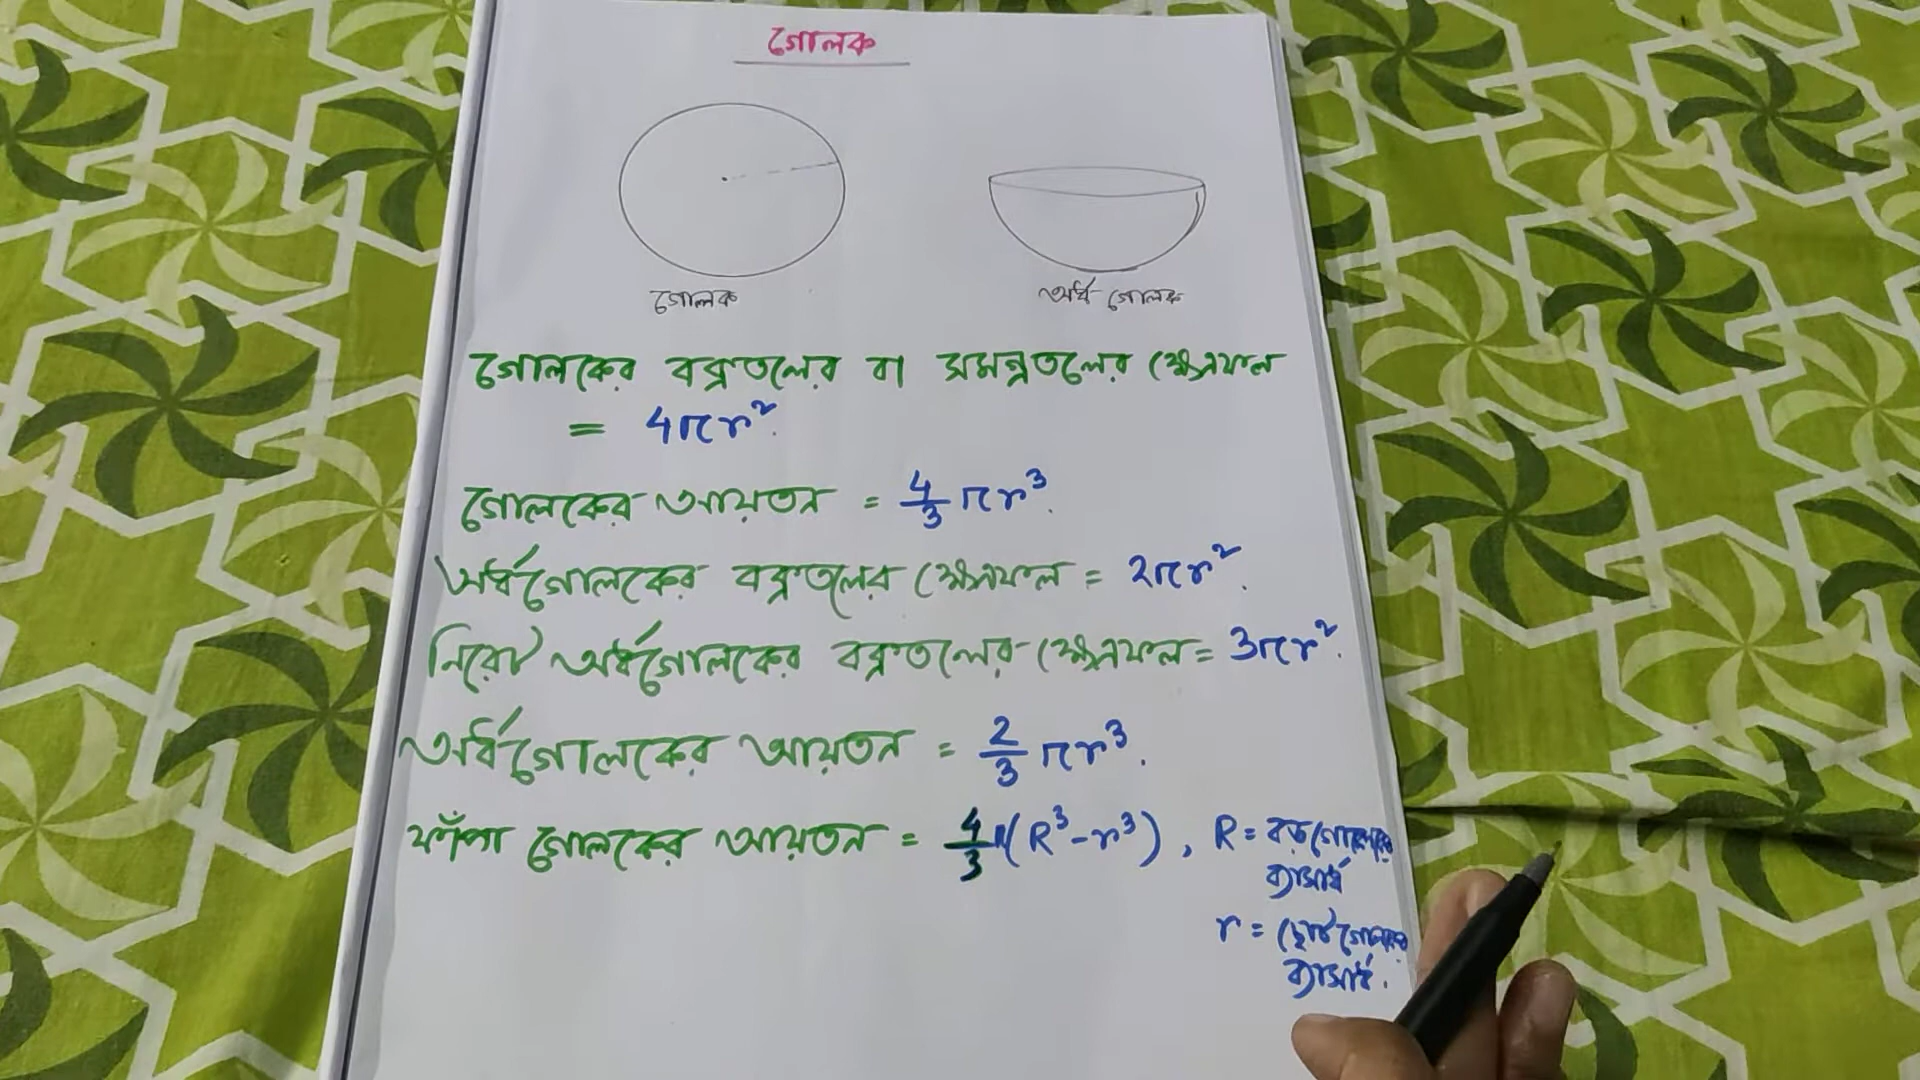 গোলক
গোলক
অর্ধ গোলক
গোলকের বক্রতলের বা সমগ্রতলের ক্ষেত্রফল
= 4πr².
গোলকের আয়তন = 4/3 πr³.
অর্ধগোলকের বক্রতলের ক্ষেত্রফল = 2πr².
নিরেট অর্ধগোলকের বক্রতলের ক্ষেত্রফল = 3πr².
অর্ধগোলকের আয়তন = 2/3 πr³.
ফাঁপা গোলকের আয়তন = 4/3 π(R³-r³), R = বড় গোলকের
ব্যাসার্ধ
r = ছোট গোলকের
ব্যাসার্ধ.